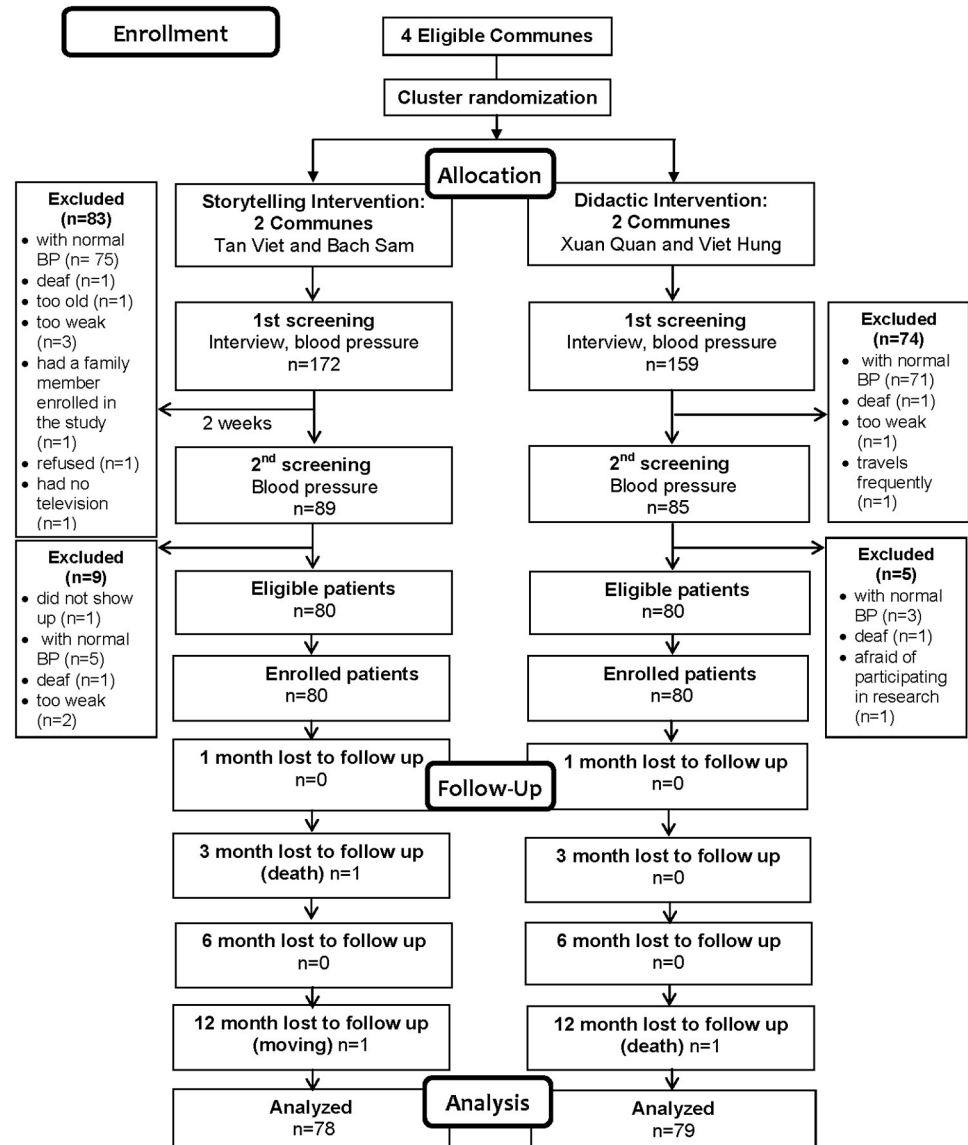 Enrollment
4 Eligible Communes
Cluster randomization
Allocation
Storytelling Intervention:
2 Communes
Tan Viet and Bach Sam
Didactic Intervention:
2 Communes
Xuan Quan and Viet Hung
Excluded
(n=83)
• with normal
BP (n= 75)
• deaf (n=1)
• too old (n=1)
• too weak
(n=3)
• had a family
member
enrolled in
the study
(n=1)
• refused (n=1)
• had no
television
(n=1)
1st screening
Interview, blood pressure
n=172
1st screening
Interview, blood pressure
n=159
Excluded
(n=74)
• with normal
BP (n=71)
• deaf (n=1)
• too weak
(n=1)
• travels
frequently
(n=1)
2 weeks
2nd screening
Blood pressure
n=89
2nd screening
Blood pressure
n=85
Excluded
(n=9)
• did not show
up (n=1)
• with normal
BP (n=5)
• deaf (n=1)
• too weak
(n=2)
Eligible patients
n=80
Eligible patients
n=80
Excluded
(n=5)
• with normal
BP (n=3)
• deaf (n=1)
• afraid of
participating
in research
(n=1)
Enrolled patients
n=80
Enrolled patients
n=80
1 month lost to follow up
n=0
Follow-Up
1 month lost to follow up
n=0
3 month lost to follow up
(death) n=1
3 month lost to follow up
n=0
6 month lost to follow up
n=0
6 month lost to follow up
n=0
12 month lost to follow up
(moving) n=1
12 month lost to follow up
(death) n=1
Analysis
Analyzed
n=78
Analyzed
n=79